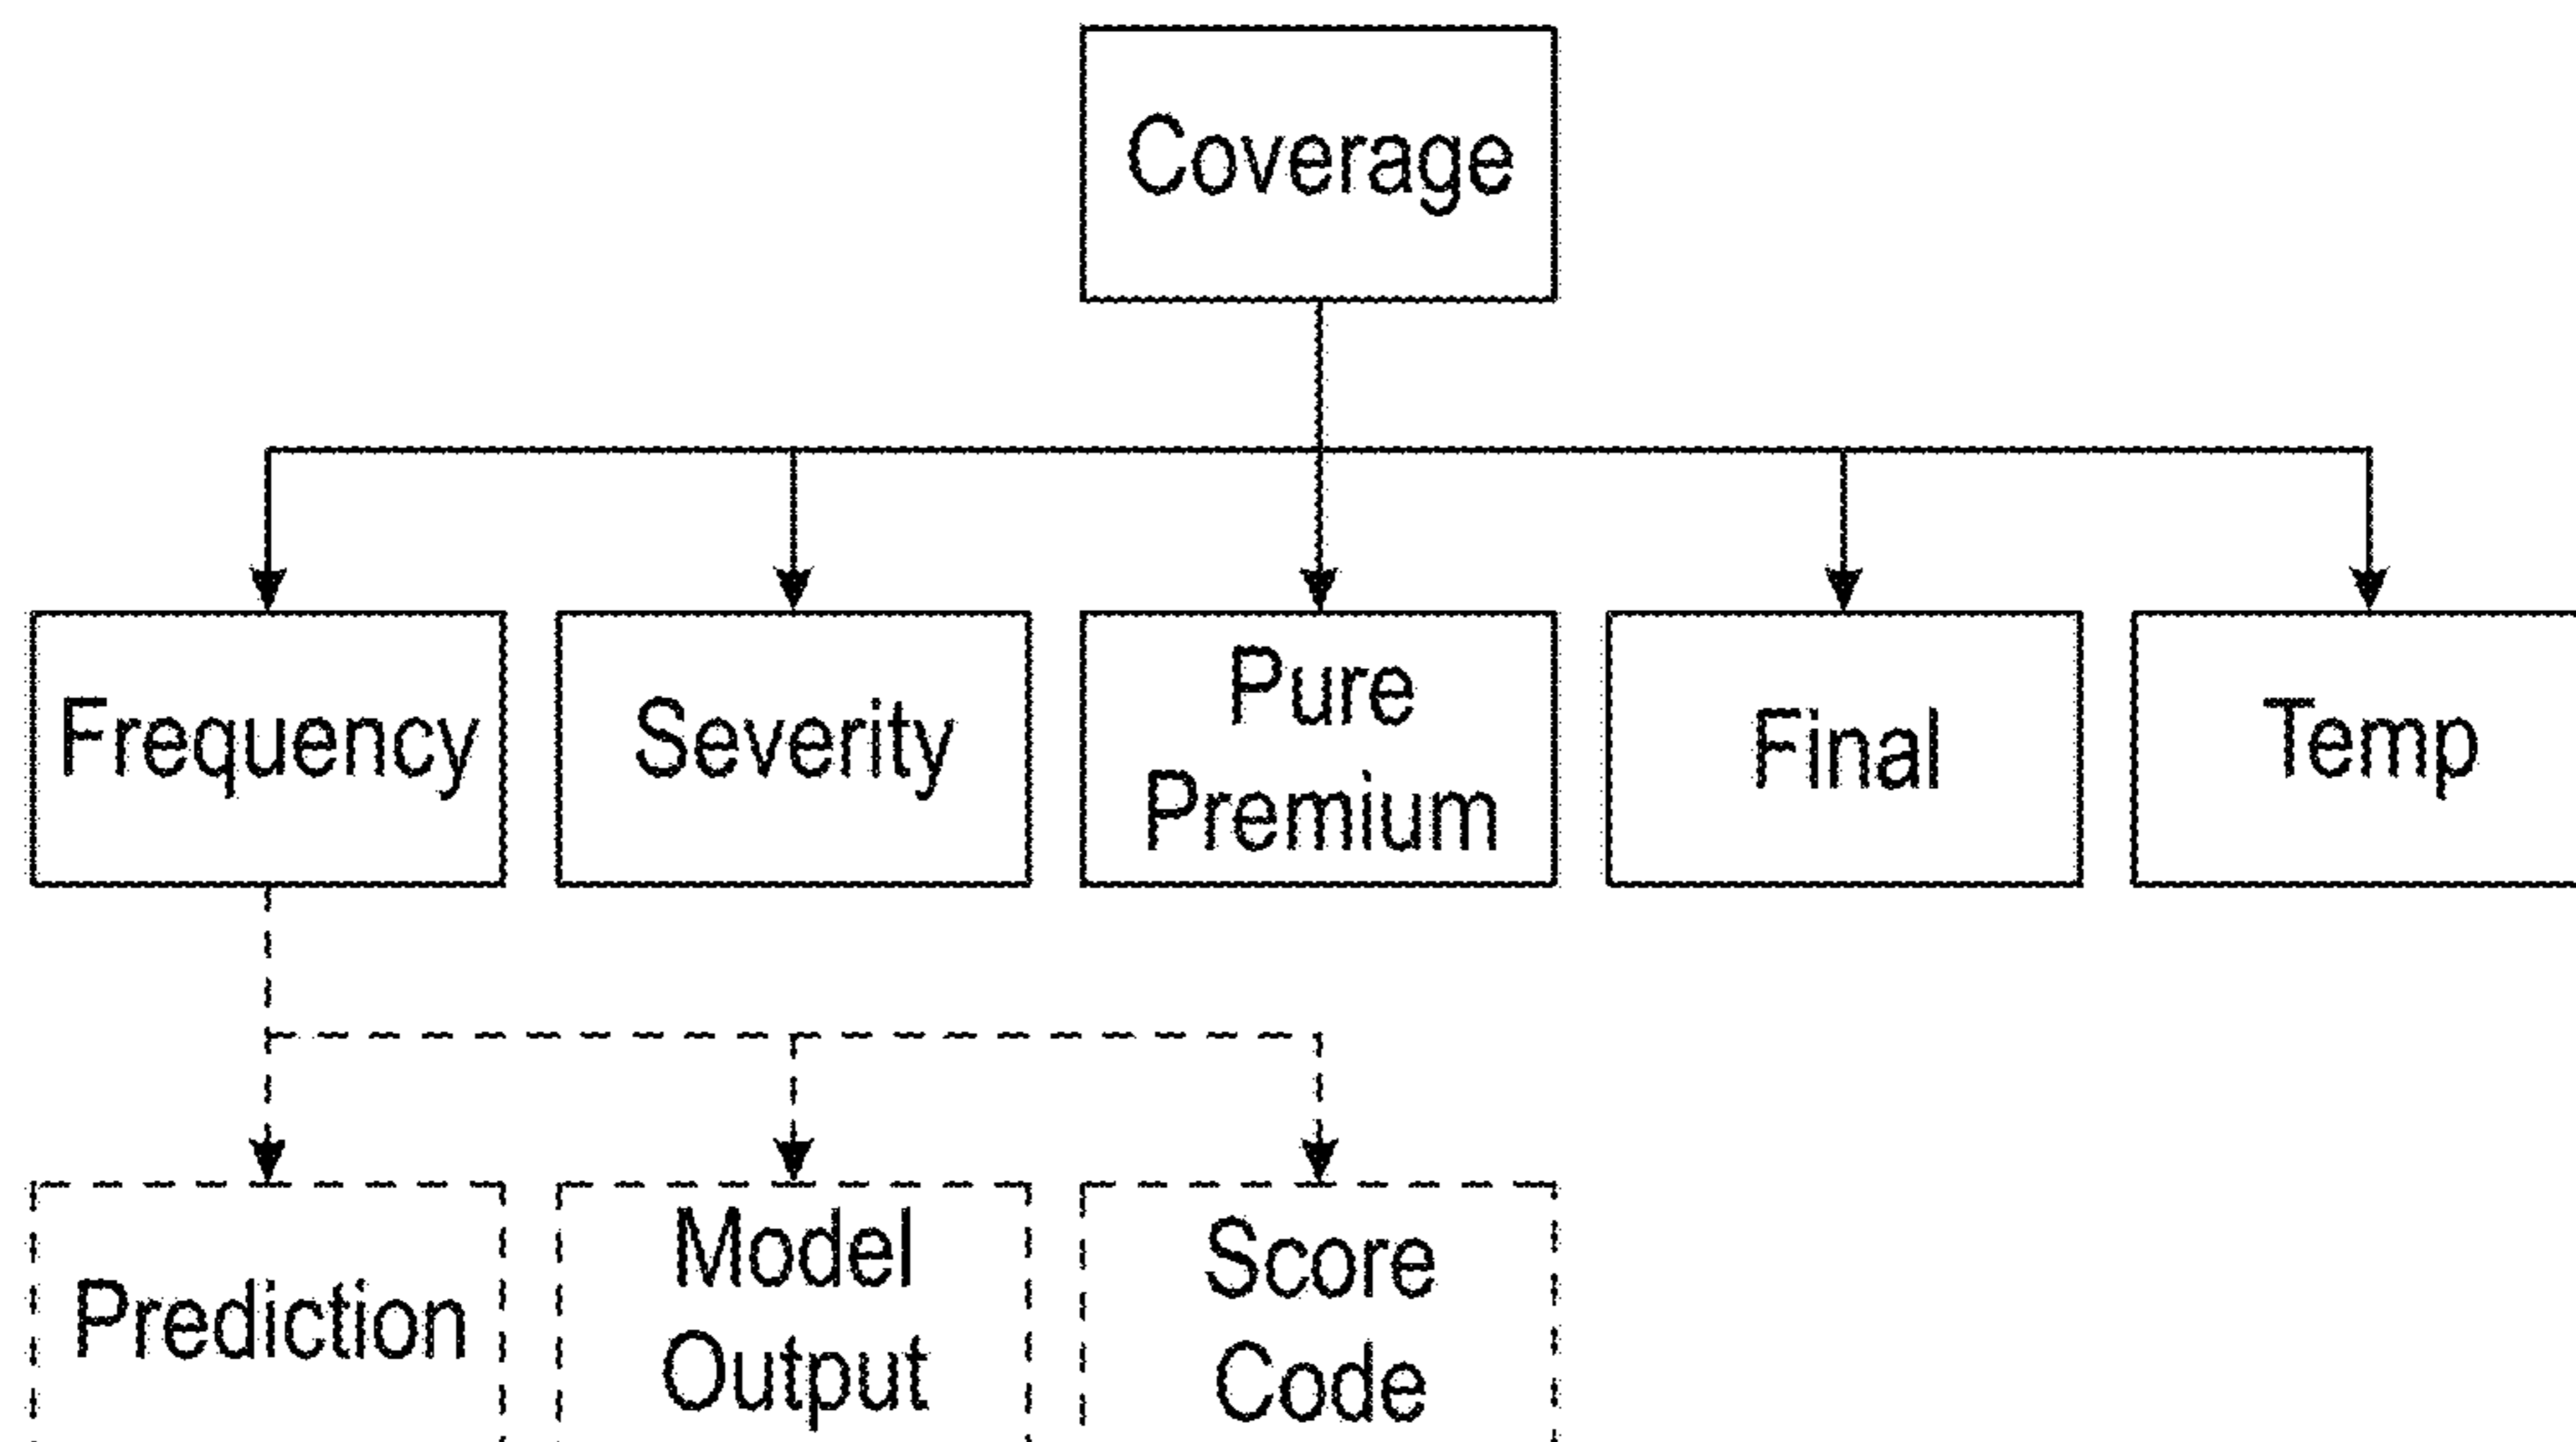 Coverage
Frequency
Severity
Pure
Premium
Final
Temp
Prediction
Model
Output
Score
Code